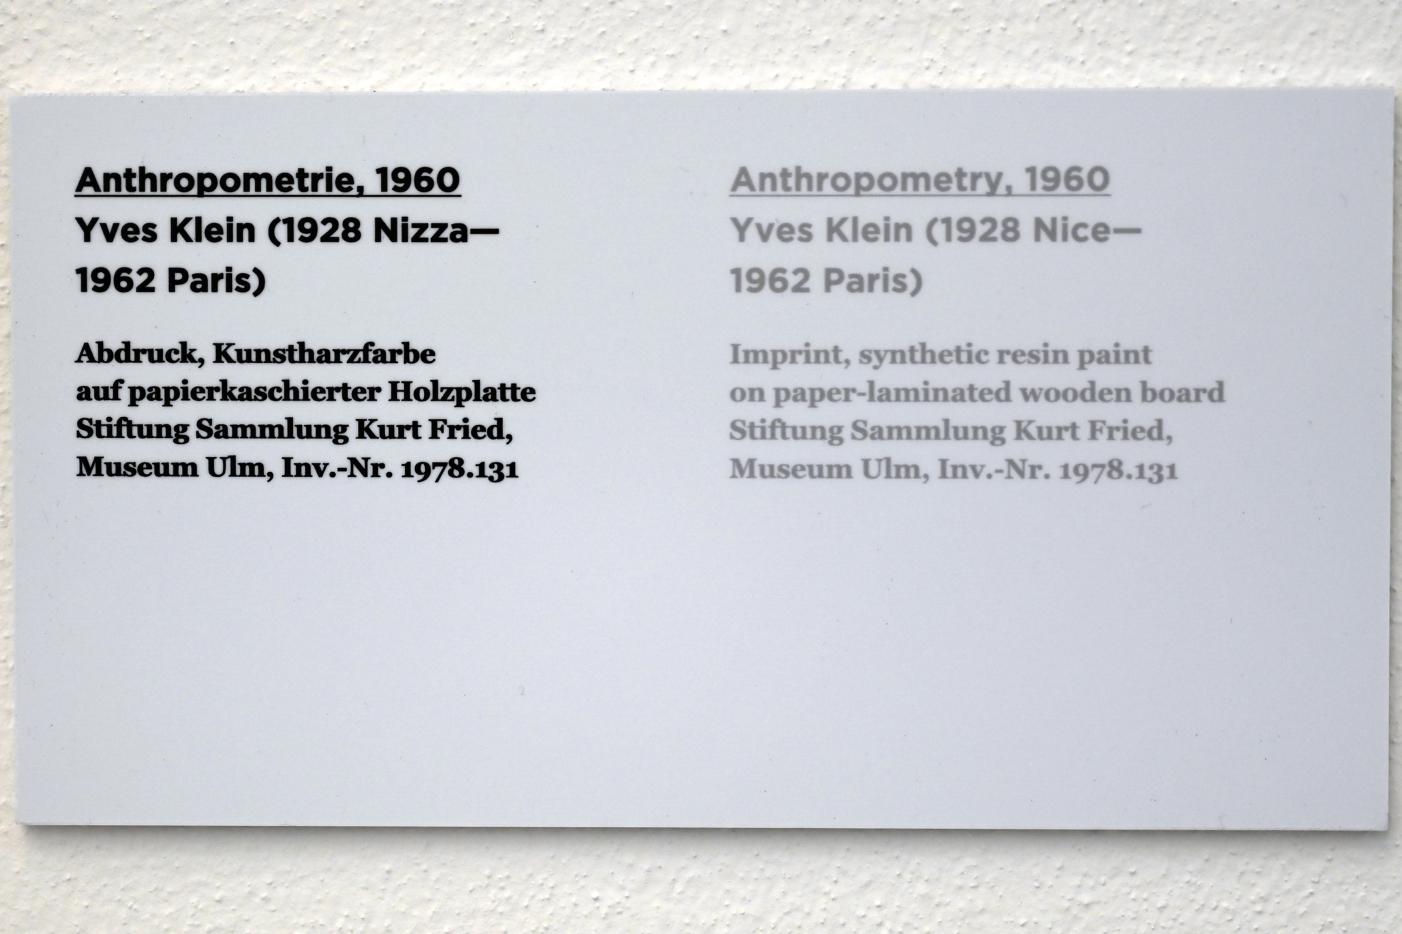 Anthropometrie, 1960
Yves Klein (1928 Nizza—
1962 Paris)
Abdruck, Kunstharzfarbe
auf papierkaschierter Holzplatte
Stiftung Sammlung Kurt Fried,
Museum Ulm, Inv.-Nr. 1978.131
Anthropometry, 1960
Yves Klein (1928 Nice—
1962 Paris)
Imprint, synthetic resin paint
on paper-laminated wooden board
Stiftung Sammlung Kurt Fried,
Museum Ulm, Inv.-Nr. 1978.131